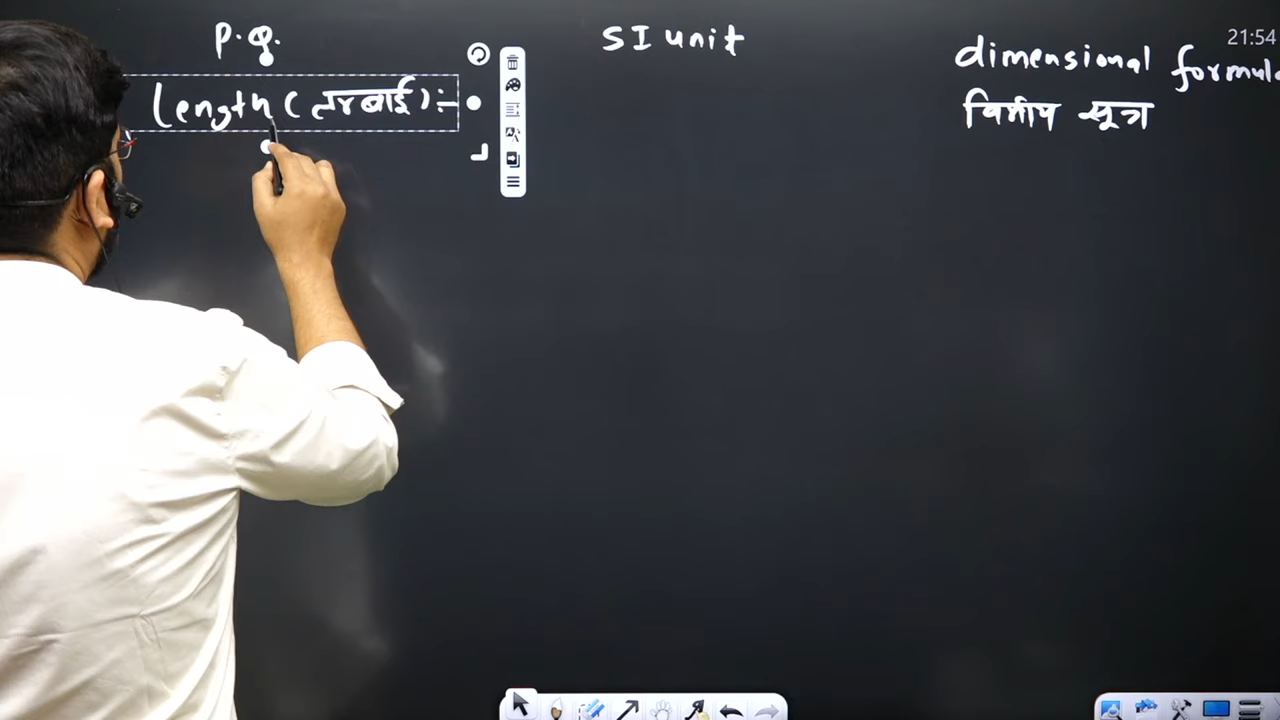 P.Q.
SI unit
21:54
dimensional formula
विमीय सूत्र
Length (लम्बाई) :-